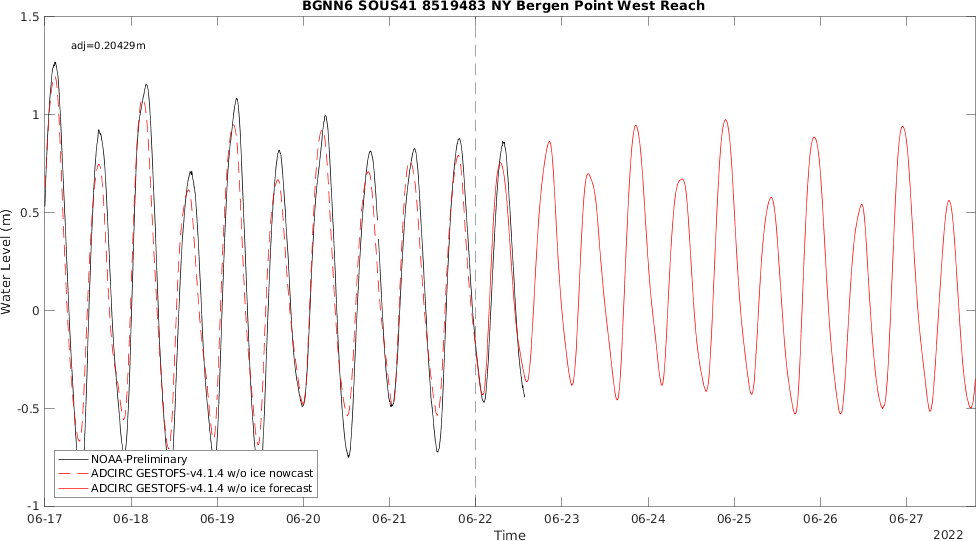 BGNN6 SOUS41 8519483 NY Bergen Point West Reach
adj=0.20429m
1.5
1
0.5
0
-0.5
-1
Water Level (m)
NOAA-Preliminary
ADCIRC GESTOFS-v4.1.4 w/o ice nowcast
ADCIRC GESTOFS-v4.1.4 w/o ice forecast
06-17 06-18 06-19 06-20 06-21 06-22 06-23 06-24 06-25 06-26 06-27
Time
2022